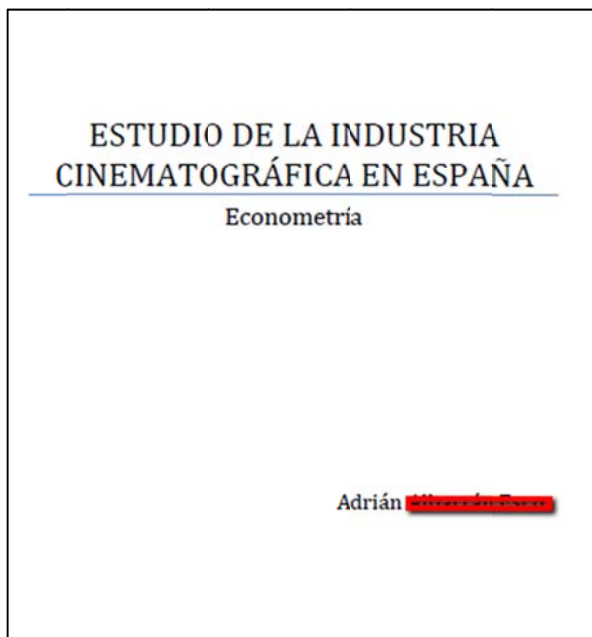 ESTUDIO DE LA INDUSTRIA
CINEMATOGRÁFICA EN ESPAÑA
Econometría
Adrián